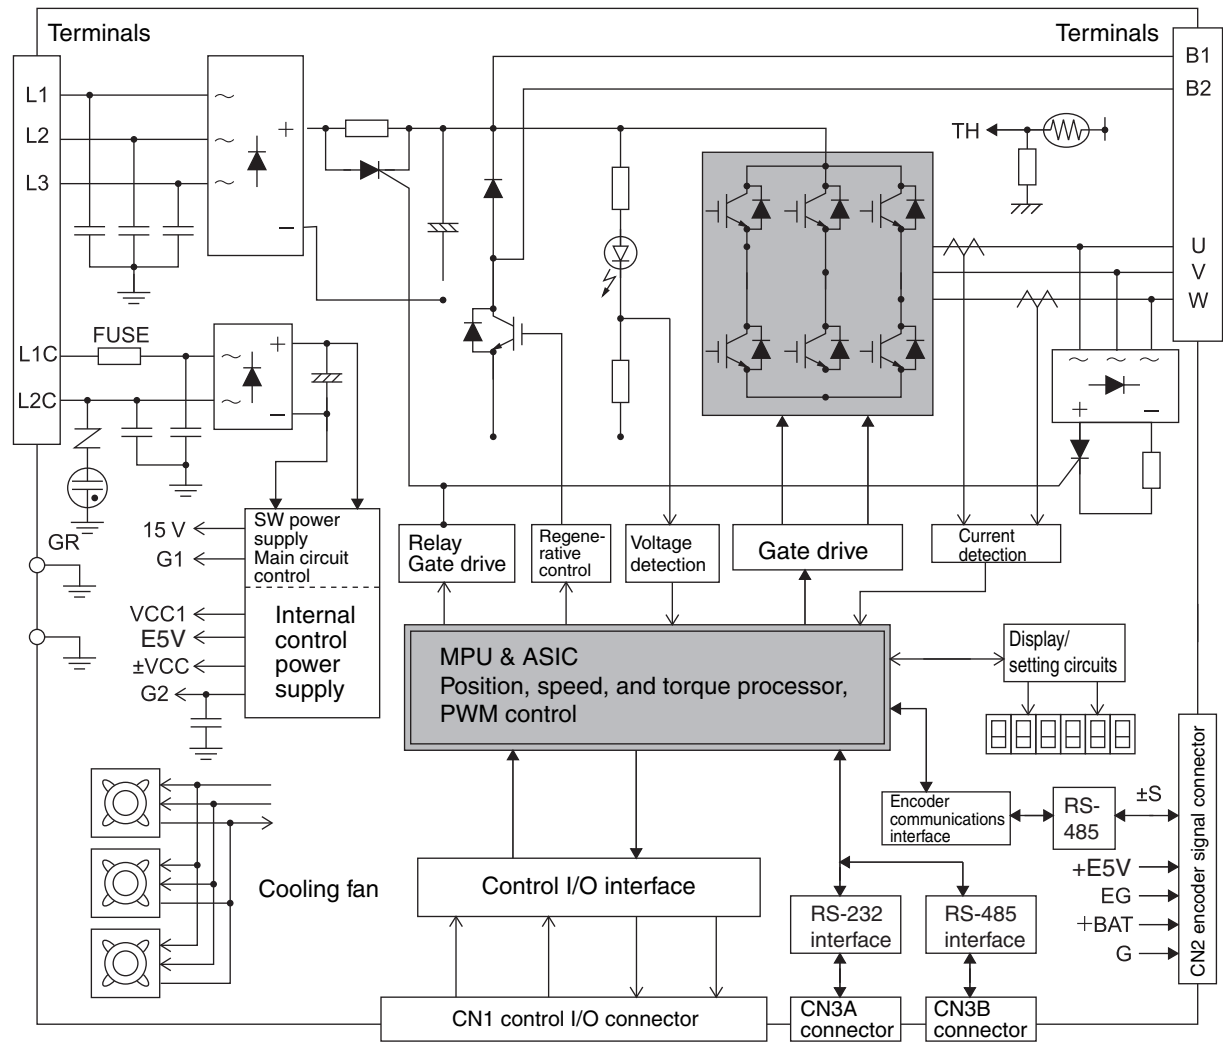 Terminals
Terminals
B1
B2
L1
L2
L3
+
−
TH
U
V
W
FUSE
L1C
L2C
+
−
+
−
GR
15 V
G1
VCC1
E5V
±VCC
G2
SW power
supply
Main circuit
control
Internal
control
power
supply
Relay
Gate drive
Regene-
rative
control
Voltage
detection
Gate drive
Current
detection
MPU & ASIC
Position, speed, and torque processor,
PWM control
Display/
setting circuits
Encoder
communications
interface
RS-
485
±S
+E5V
EG
+BAT
G
CN2 encoder signal connector
Cooling fan
Control I/O interface
RS-232
interface
RS-485
interface
CN1 control I/O connector
CN3A
connector
CN3B
connector